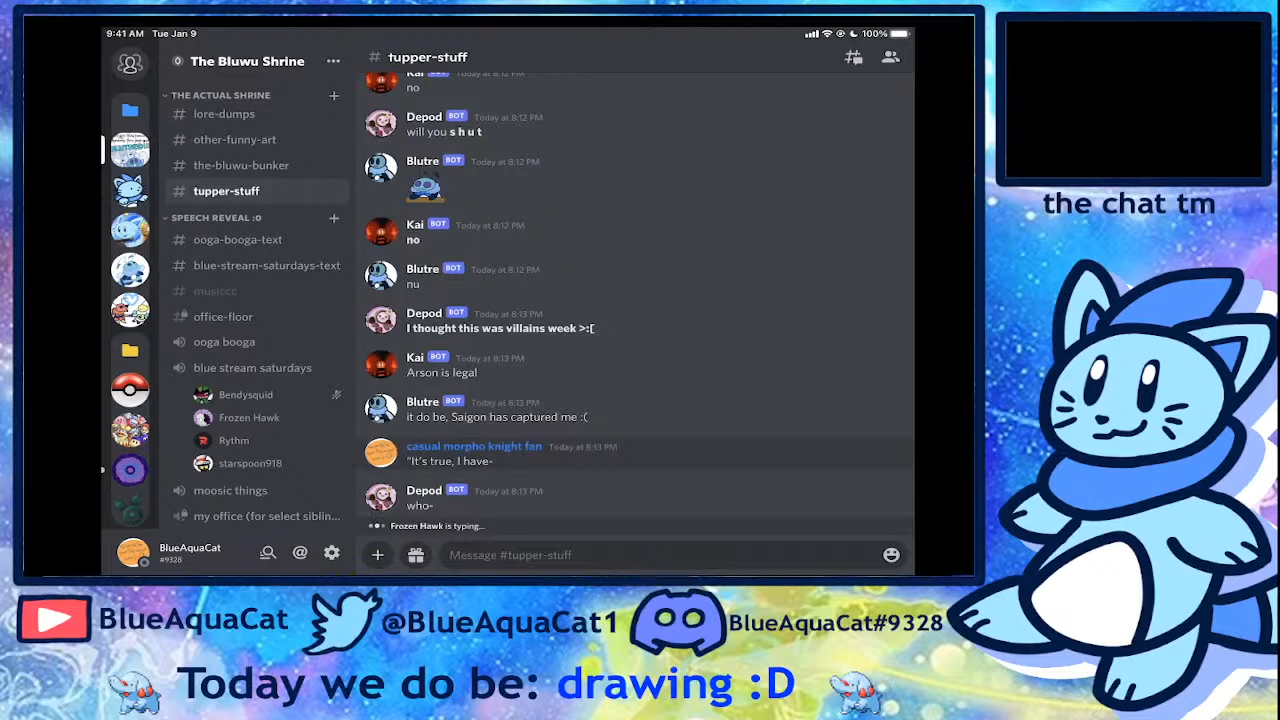 9:41 AM Tue Jan 9
100%
The Bluwu Shrine
THE ACTUAL SHRINE
lore-dumps
other-funny-art
the-bluwu-bunker
tupper-stuff
SPEECH REVEAL :O
ooga-booga-text
blue-stream-saturdays-text
musiccc
office-floor
ooga booga
blue stream saturdays
Bendysquid
Frozen Hawk
Rythm
starspoon918
moosic things
my office (for select siblin...
BlueAquaCat
#9328
# tupper-stuff
Kai BOT Today at 8:12 PM
no
Depod BOT Today at 8:12 PM
will you s h u t
Blutre BOT Today at 8:12 PM
Kai BOT Today at 8:12 PM
no
Blutre BOT Today at 8:12 PM
nu
Depod BOT Today at 8:13 PM
I thought this was villains week >:[
Kai BOT Today at 8:13 PM
Arson is legal
Blutre BOT Today at 8:13 PM
it do be, Saigon has captured me :(
casual morpho knight fan Today at 8:13 PM
"It's true, I have-
Depod BOT Today at 8:13 PM
who-
Frozen Hawk is typing...
Message #tupper-stuff
the chat tm
BlueAquaCat
@BlueAquaCat1
BlueAquaCat#9328
Today we do be: drawing :D